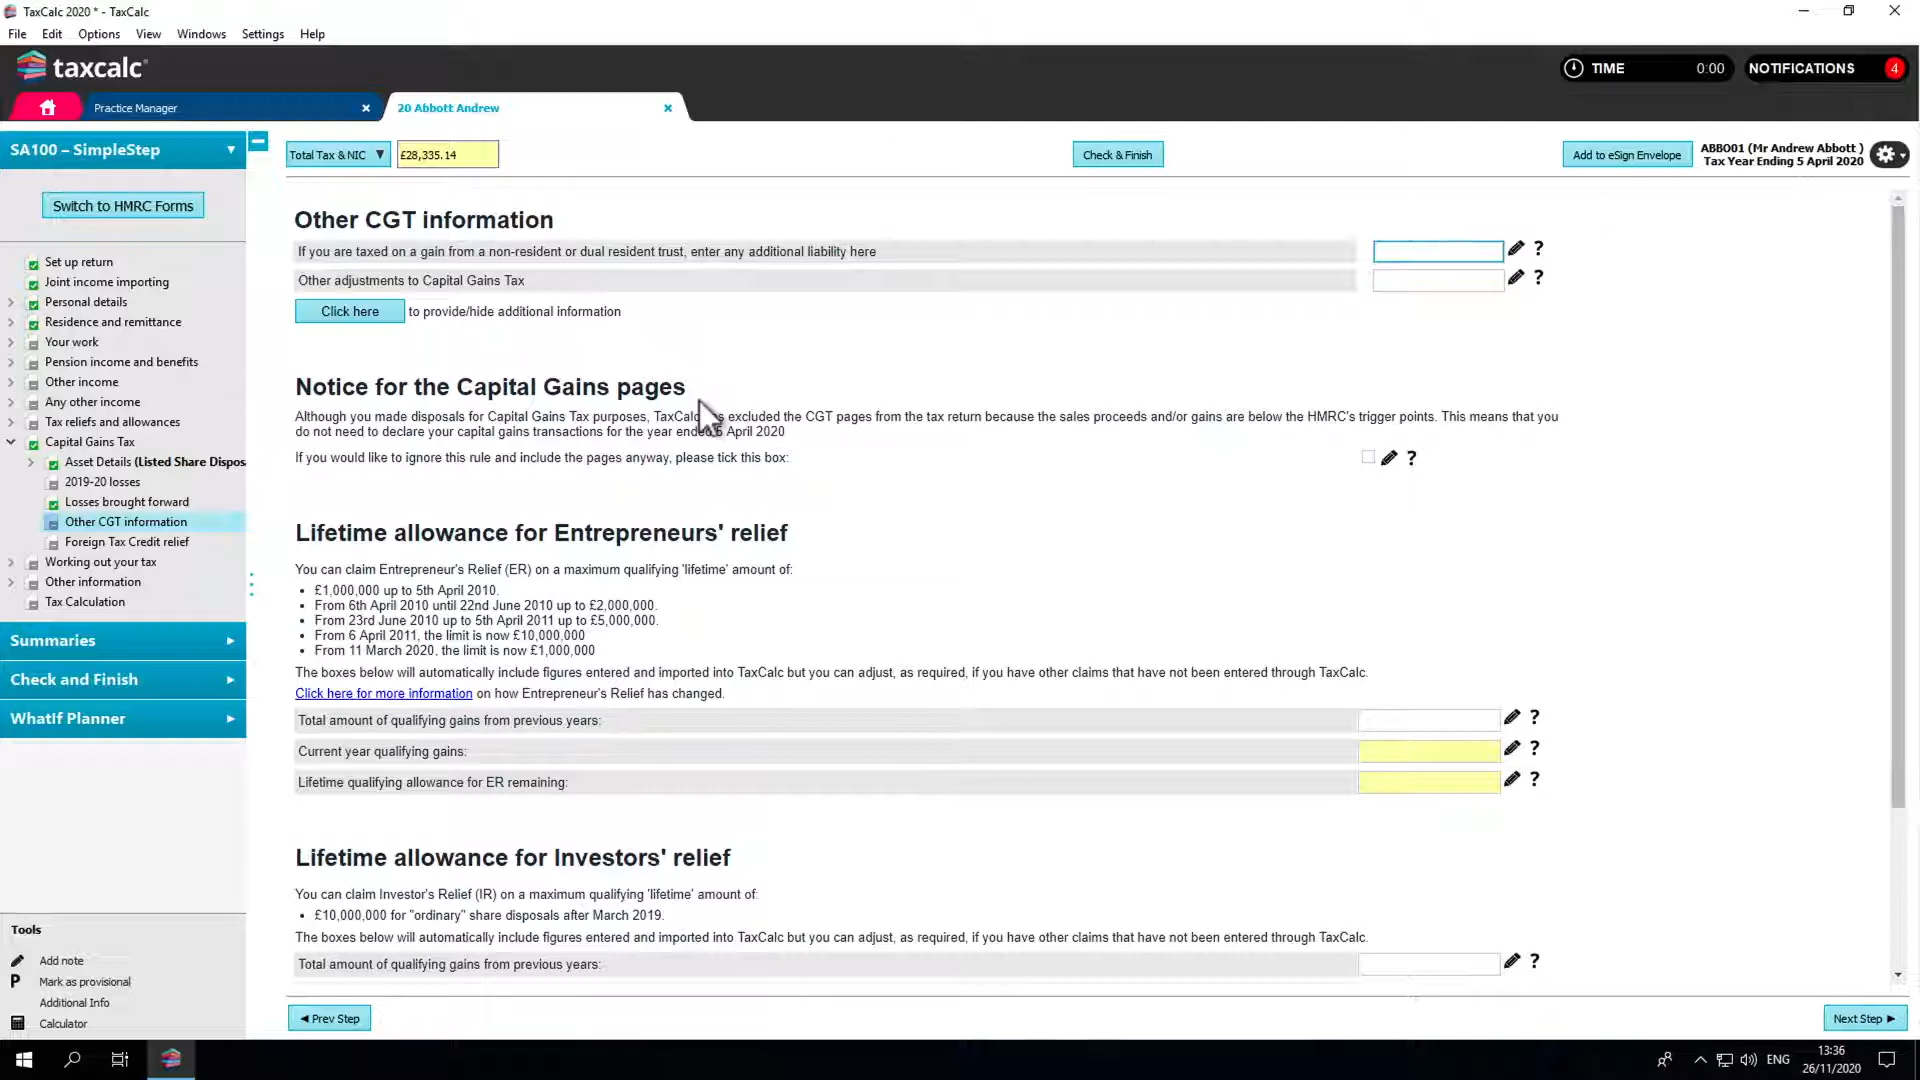 TaxCalc 2020 * - TaxCalc
File Edit Options View Windows Settings Help
taxcalc
TIME 0:00 NOTIFICATIONS 4
Practice Manager × 20 Abbott Andrew ×
SA100 – SimpleStep
Total Tax & NIC £28,335.14 Check & Finish Add to eSign Envelope
ABBO01 (Mr Andrew Abbott )
Tax Year Ending 5 April 2020
Switch to HMRC Forms
Set up return
Joint income importing
Personal details
Residence and remittance
Your work
Pension income and benefits
Other income
Any other income
Tax reliefs and allowances
Capital Gains Tax
Asset Details (Listed Share Dispos
2019-20 losses
Losses brought forward
Other CGT information
Foreign Tax Credit relief
Working out your tax
Other information
Tax Calculation
Summaries
Check and Finish
WhatIf Planner
Tools
Add note
P Mark as provisional
Additional Info
Calculator
Other CGT information
If you are taxed on a gain from a non-resident or dual resident trust, enter any additional liability here ?
Other adjustments to Capital Gains Tax ?
Click here to provide/hide additional information
Notice for the Capital Gains pages
Although you made disposals for Capital Gains Tax purposes, TaxCalc excluded the CGT pages from the tax return because the sales proceeds and/or gains are below the HMRC's trigger points. This means that you
do not need to declare your capital gains transactions for the year ended 5 April 2020
If you would like to ignore this rule and include the pages anyway, please tick this box: ?
Lifetime allowance for Entrepreneurs' relief
You can claim Entrepreneur's Relief (ER) on a maximum qualifying 'lifetime' amount of:
• £1,000,000 up to 5th April 2010.
• From 6th April 2010 until 22nd June 2010 up to £2,000,000.
• From 23rd June 2010 up to 5th April 2011 up to £5,000,000.
• From 6 April 2011, the limit is now £10,000,000
• From 11 March 2020, the limit is now £1,000,000
The boxes below will automatically include figures entered and imported into TaxCalc but you can adjust, as required, if you have other claims that have not been entered through TaxCalc.
Click here for more information on how Entrepreneur's Relief has changed.
Total amount of qualifying gains from previous years: ?
Current year qualifying gains: ?
Lifetime qualifying allowance for ER remaining: ?
Lifetime allowance for Investors' relief
You can claim Investor's Relief (IR) on a maximum qualifying 'lifetime' amount of:
• £10,000,000 for "ordinary" share disposals after March 2019.
The boxes below will automatically include figures entered and imported into TaxCalc but you can adjust, as required, if you have other claims that have not been entered through TaxCalc.
Total amount of qualifying gains from previous years: ?
Prev Step Next Step
ENG 13:36
26/11/2020